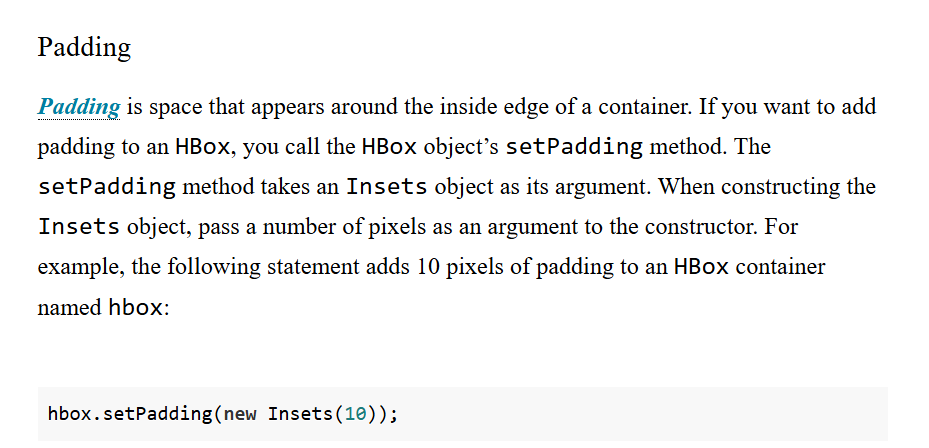 Padding
Padding is space that appears around the inside edge of a container. If you want to add
padding to an HBox, you call the HBox object’s setPadding method. The
setPadding method takes an Insets object as its argument. When constructing the
Insets object, pass a number of pixels as an argument to the constructor. For
example, the following statement adds 10 pixels of padding to an HBox container
named hbox:
hbox.setPadding(new Insets(10));